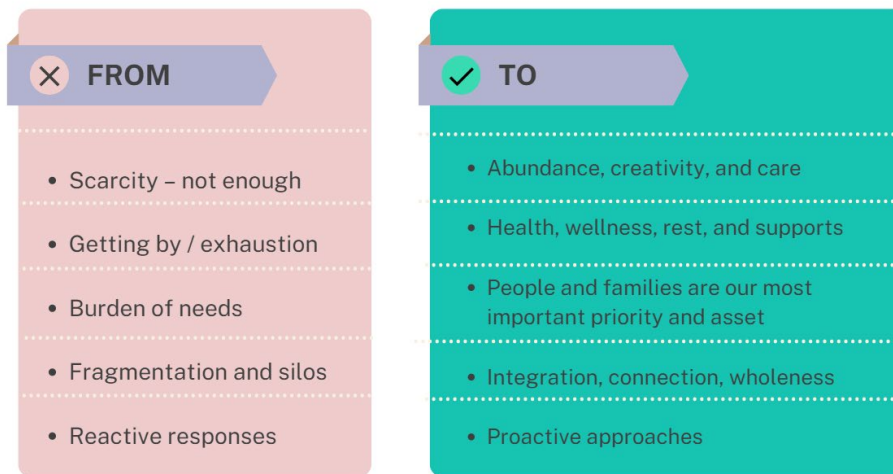 FROM
• Scarcity – not enough
• Getting by / exhaustion
• Burden of needs
• Fragmentation and silos
• Reactive responses
TO
• Abundance, creativity, and care
• Health, wellness, rest, and supports
• People and families are our most
important priority and asset
• Integration, connection, wholeness
• Proactive approaches